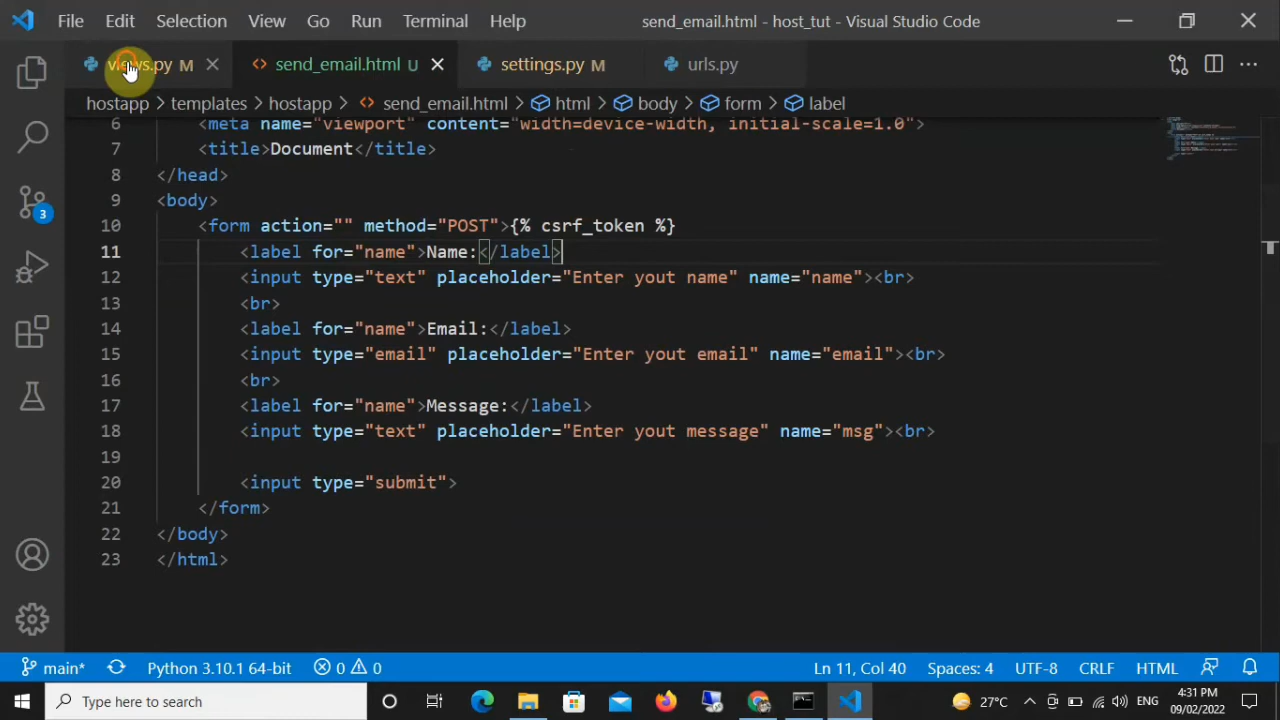 File Edit Selection View Go Run Terminal Help send_email.html - host_tut - Visual Studio Code
views.py M send_email.html U settings.py M urls.py
hostapp > templates > hostapp > send_email.html > html > body > form > label
6 <meta name="viewport" content="width=device-width, initial-scale=1.0">
7 <title>Document</title>
8 </head>
9 <body>
10 <form action="" method="POST">{% csrf_token %}
11 <label for="name">Name:</label>
12 <input type="text" placeholder="Enter yout name" name="name"><br>
13 <br>
14 <label for="name">Email:</label>
15 <input type="email" placeholder="Enter yout email" name="email"><br>
16 <br>
17 <label for="name">Message:</label>
18 <input type="text" placeholder="Enter yout message" name="msg"><br>
19
20 <input type="submit">
21 </form>
22 </body>
23 </html>
3
main* Python 3.10.1 64-bit 0 0 Ln 11, Col 40 Spaces: 4 UTF-8 CRLF HTML
Type here to search 27°C ENG 4:31 PM
09/02/2022